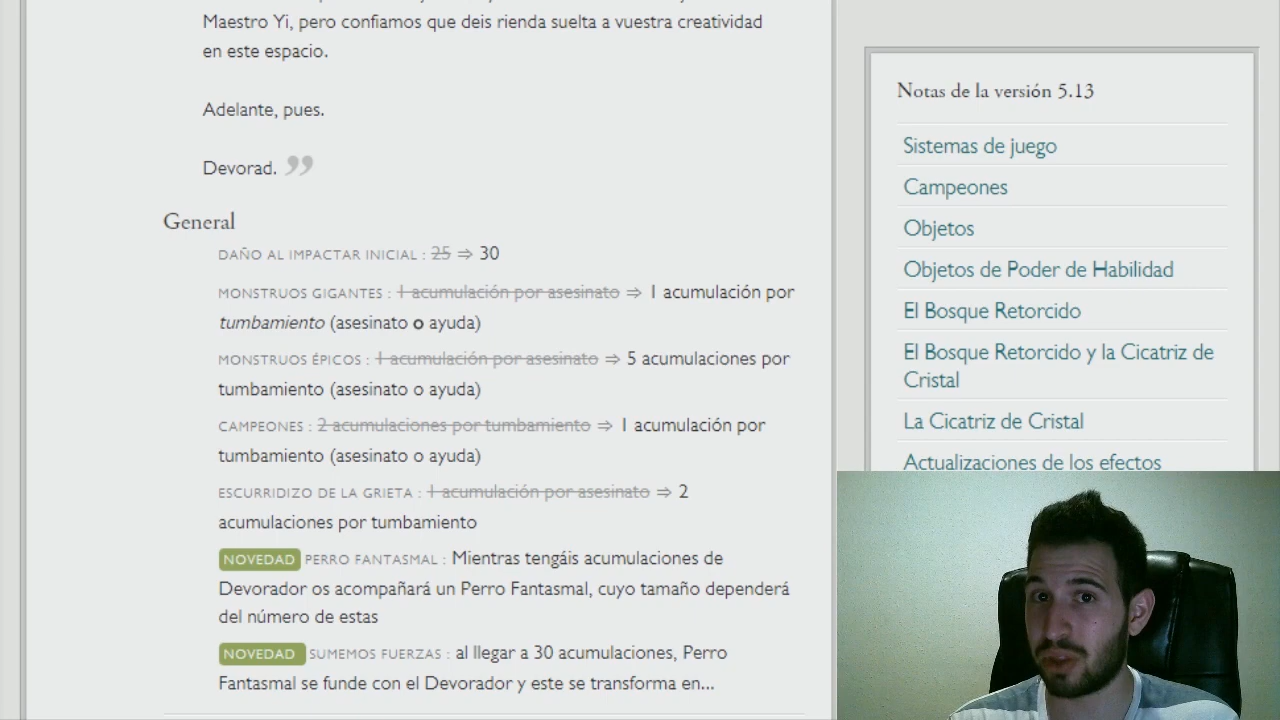 Maestro Yi, pero confiamos que deis rienda suelta a vuestra creatividad
en este espacio.
Adelante, pues.
Devorad. ”
General
DAÑO AL IMPACTAR INICIAL : 25 ⇒ 30
MONSTRUOS GIGANTES : 1 acumulación por asesinato ⇒ 1 acumulación por
tumbamiento (asesinato o ayuda)
MONSTRUOS ÉPICOS : 1 acumulación por asesinato ⇒ 5 acumulaciones por
tumbamiento (asesinato o ayuda)
CAMPEONES : 2 acumulaciones por tumbamiento ⇒ 1 acumulación por
tumbamiento (asesinato o ayuda)
ESCURRIDIZO DE LA GRIETA : 1 acumulación por asesinato ⇒ 2
acumulaciones por tumbamiento
NOVEDAD PERRO FANTASMAL : Mientras tengáis acumulaciones de
Devorador os acompañará un Perro Fantasmal, cuyo tamaño dependerá
del número de estas
NOVEDAD SUMEMOS FUERZAS : al llegar a 30 acumulaciones, Perro
Fantasmal se funde con el Devorador y este se transforma en...
Notas de la versión 5.13
Sistemas de juego
Campeones
Objetos
Objetos de Poder de Habilidad
El Bosque Retorcido
El Bosque Retorcido y la Cicatriz de
Cristal
La Cicatriz de Cristal
Actualizaciones de los efectos